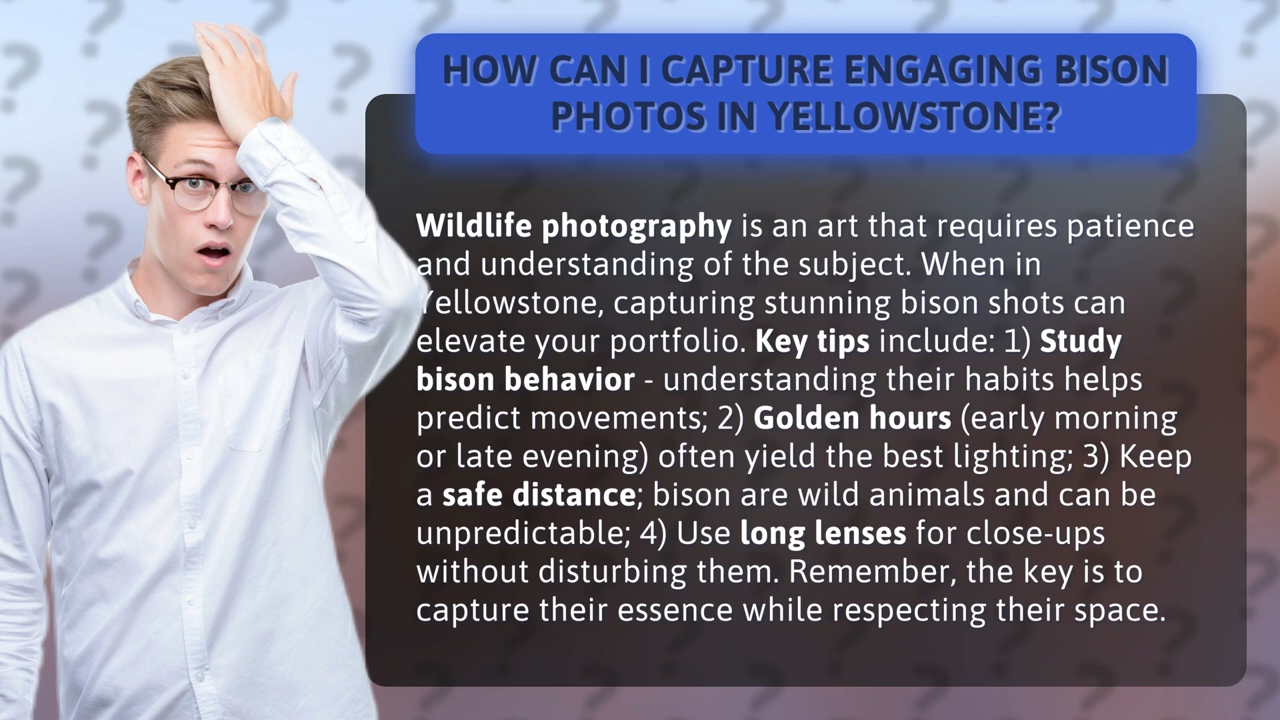 HOW CAN I CAPTURE ENGAGING BISON
PHOTOS IN YELLOWSTONE?
Wildlife photography is an art that requires patience
and understanding of the subject. When in
Yellowstone, capturing stunning bison shots can
elevate your portfolio. Key tips include: 1) Study
bison behavior - understanding their habits helps
predict movements; 2) Golden hours (early morning
or late evening) often yield the best lighting; 3) Keep
a safe distance; bison are wild animals and can be
unpredictable; 4) Use long lenses for close-ups
without disturbing them. Remember, the key is to
capture their essence while respecting their space.